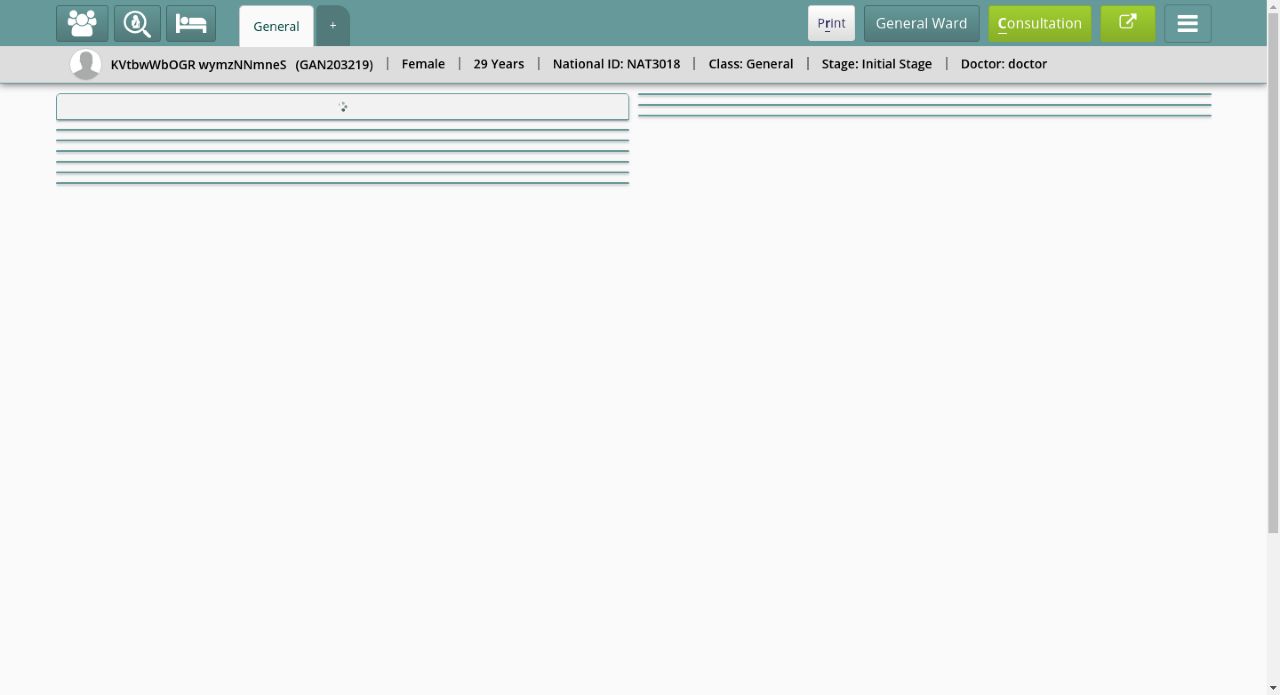 General + Print General Ward Consultation
KVtbwWbOGR wymzNNmneS (GAN203219) | Female | 29 Years | National ID: NAT3018 | Class: General | Stage: Initial Stage | Doctor: doctor